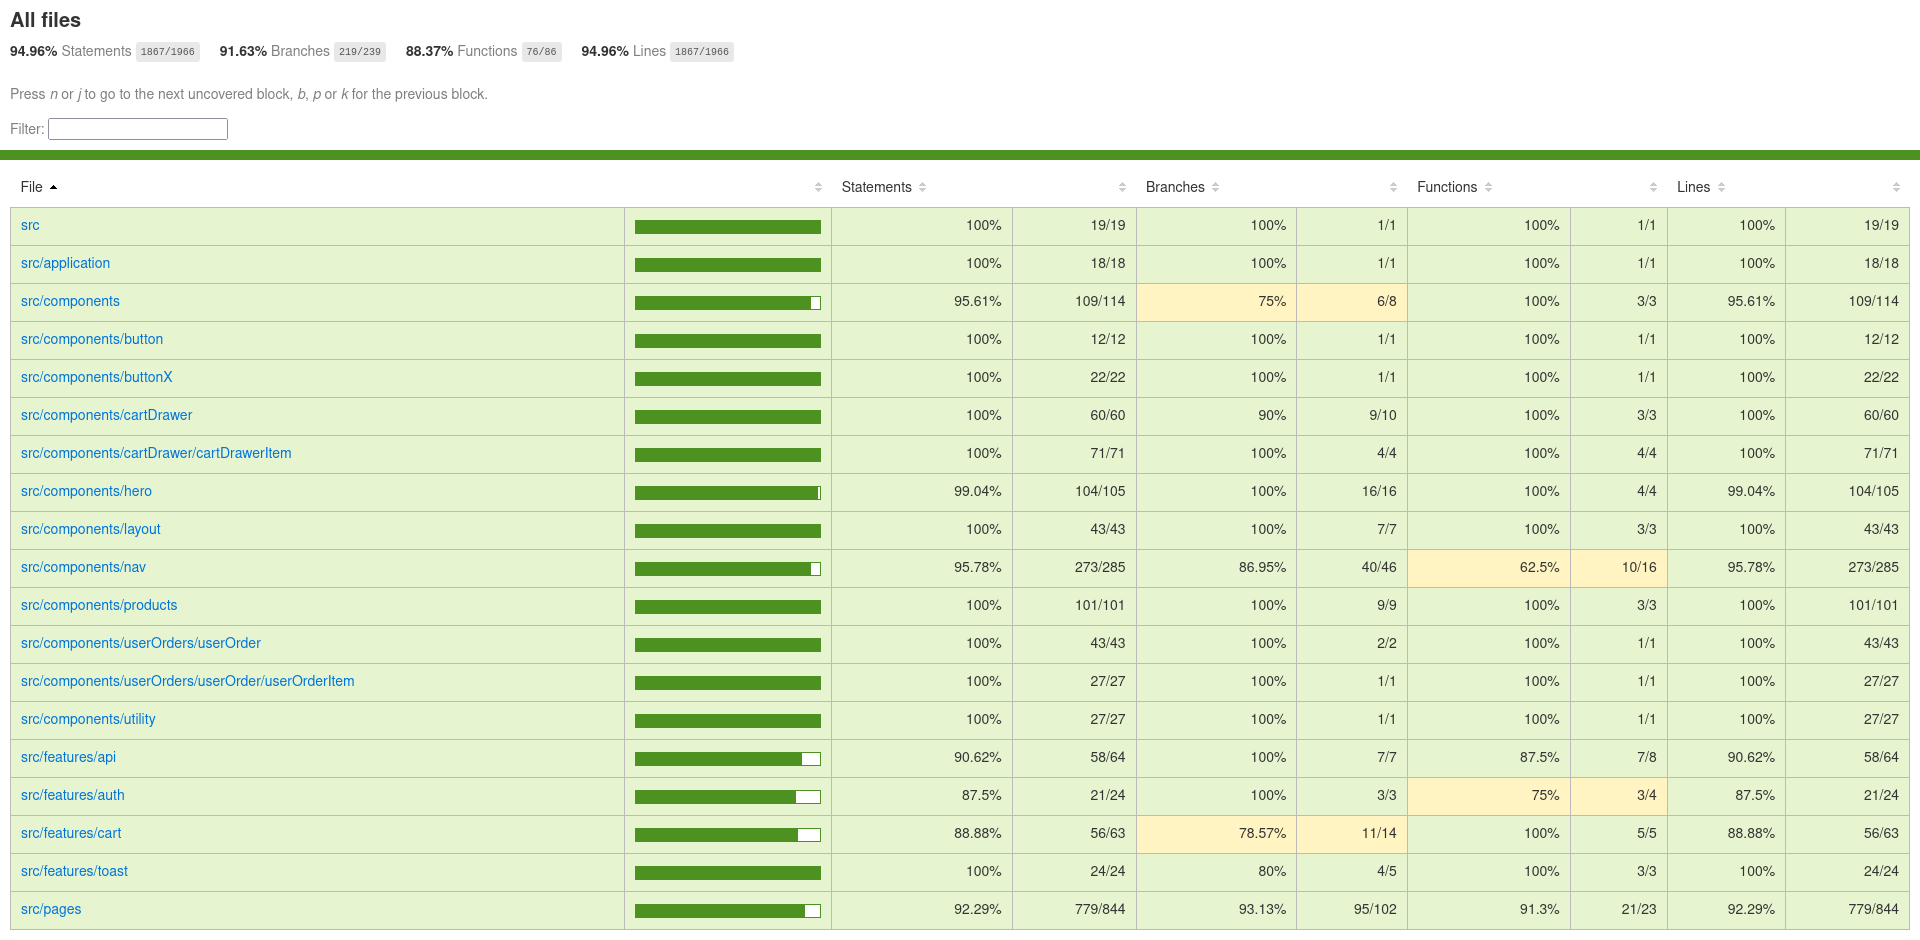 All files
94.96% Statements 1867/1966 91.63% Branches 219/239 88.37% Functions 76/86 94.96% Lines 1867/1966
Press n or j to go to the next uncovered block, b, p or k for the previous block.
Filter:
File Statements Branches Functions Lines
src 100% 19/19 100% 1/1 100% 1/1 100% 19/19
src/application 100% 18/18 100% 1/1 100% 1/1 100% 18/18
src/components 95.61% 109/114 75% 6/8 100% 3/3 95.61% 109/114
src/components/button 100% 12/12 100% 1/1 100% 1/1 100% 12/12
src/components/buttonX 100% 22/22 100% 1/1 100% 1/1 100% 22/22
src/components/cartDrawer 100% 60/60 90% 9/10 100% 3/3 100% 60/60
src/components/cartDrawer/cartDrawerItem 100% 71/71 100% 4/4 100% 4/4 100% 71/71
src/components/hero 99.04% 104/105 100% 16/16 100% 4/4 99.04% 104/105
src/components/layout 100% 43/43 100% 7/7 100% 3/3 100% 43/43
src/components/nav 95.78% 273/285 86.95% 40/46 62.5% 10/16 95.78% 273/285
src/components/products 100% 101/101 100% 9/9 100% 3/3 100% 101/101
src/components/userOrders/userOrder 100% 43/43 100% 2/2 100% 1/1 100% 43/43
src/components/userOrders/userOrder/userOrderItem 100% 27/27 100% 1/1 100% 1/1 100% 27/27
src/components/utility 100% 27/27 100% 1/1 100% 1/1 100% 27/27
src/features/api 90.62% 58/64 100% 7/7 87.5% 7/8 90.62% 58/64
src/features/auth 87.5% 21/24 100% 3/3 75% 3/4 87.5% 21/24
src/features/cart 88.88% 56/63 78.57% 11/14 100% 5/5 88.88% 56/63
src/features/toast 100% 24/24 80% 4/5 100% 3/3 100% 24/24
src/pages 92.29% 779/844 93.13% 95/102 91.3% 21/23 92.29% 779/844